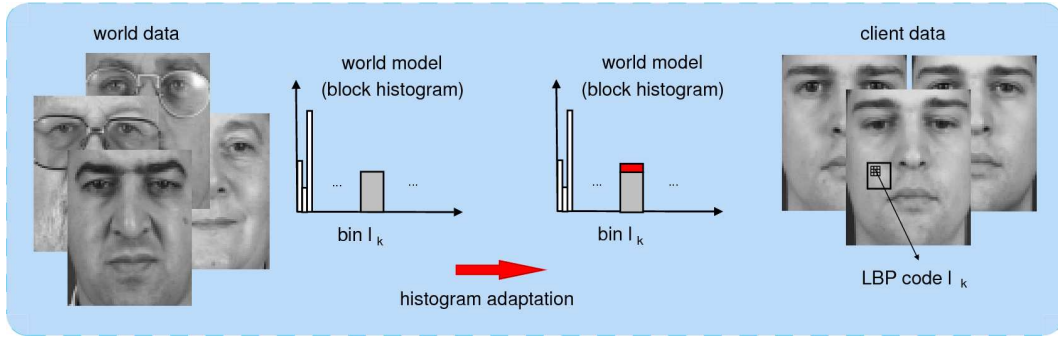 world data
world model
(block histogram)
...
...
bin I k
histogram adaptation
world model
(block histogram)
...
...
bin I k
client data
LBP code I k